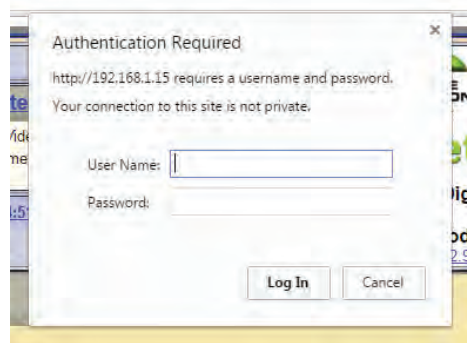 Authentication Required
×
http://192.168.1.15 requires a username and password.
Your connection to this site is not private.
User Name:
Password:
Log In
Cancel